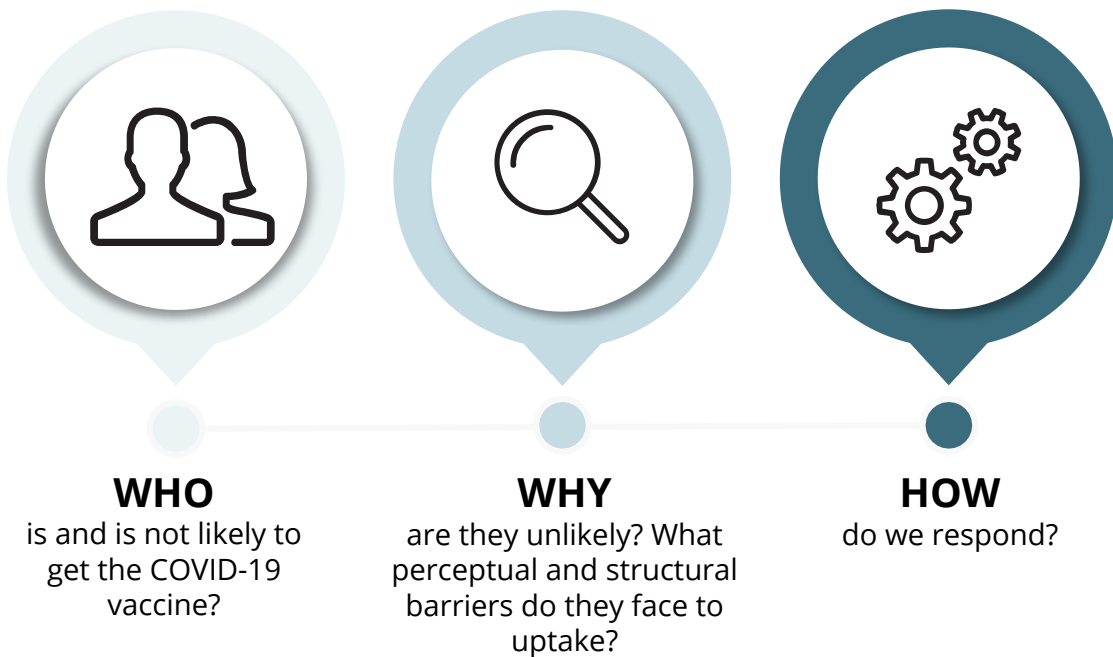 WHO
is and is not likely to
get the COVID-19
vaccine?
WHY
are they unlikely? What
perceptual and structural
barriers do they face to
uptake?
HOW
do we respond?